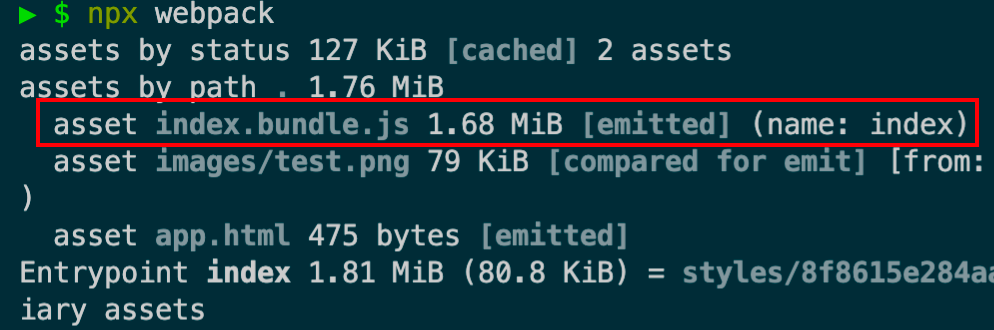 ▶ $ npx webpack
assets by status 127 KiB [cached] 2 assets
assets by path . 1.76 MiB
asset index.bundle.js 1.68 MiB [emitted] (name: index)
asset images/test.png 79 KiB [compared for emit] [from:
)
asset app.html 475 bytes [emitted]
Entrypoint index 1.81 MiB (80.8 KiB) = styles/8f8615e284aa
iary assets